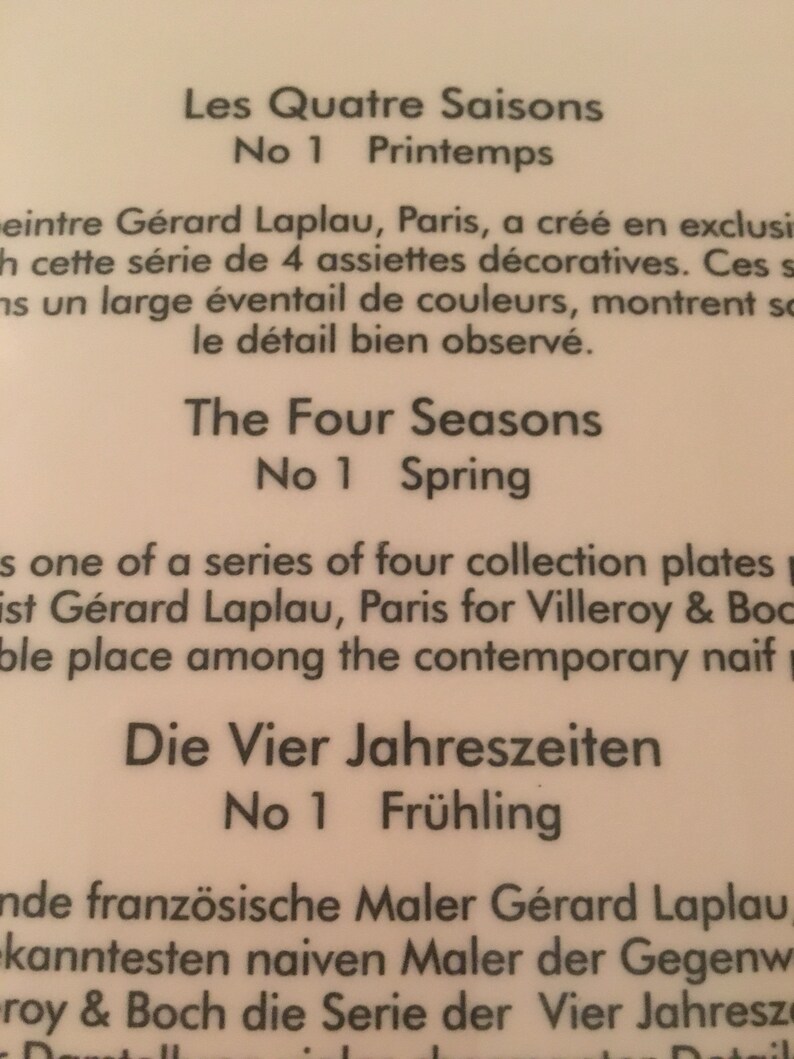 Les Quatre Saisons
No 1 Printemps
eintre Gérard Laplau, Paris, a créé en exclusi
h cette série de 4 assiettes décoratives. Ces s
ns un large éventail de couleurs, montrent so
le détail bien observé.
The Four Seasons
No 1 Spring
s one of a series of four collection plates p
ist Gérard Laplau, Paris for Villeroy & Boc
ble place among the contemporary naif p
Die Vier Jahreszeiten
No 1 Frühling
nde französische Maler Gérard Laplau,
ekanntesten naiven Maler der Gegenw
roy & Boch die Serie der Vier Jahresze